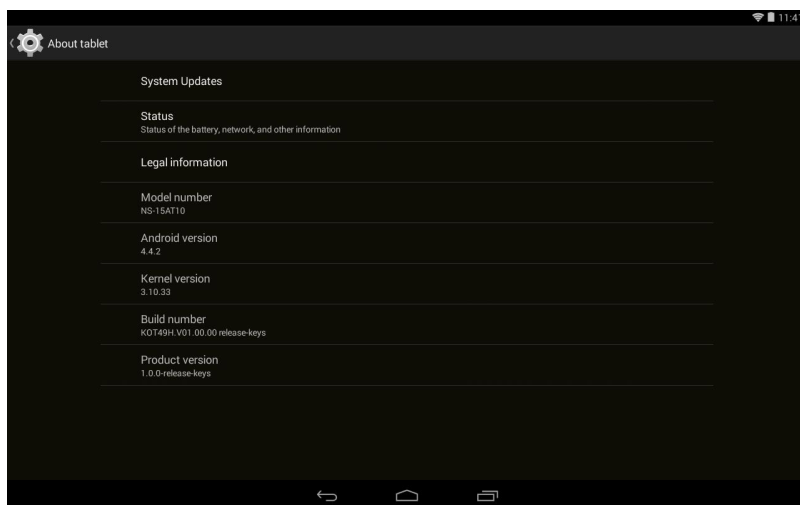 11:41
About tablet
System Updates
Status
Status of the battery, network, and other information
Legal information
Model number
NS-15AT10
Android version
4.4.2
Kernel version
3.10.33
Build number
KOT49H.V01.00.00 release-keys
Product version
1.0.0-release-keys